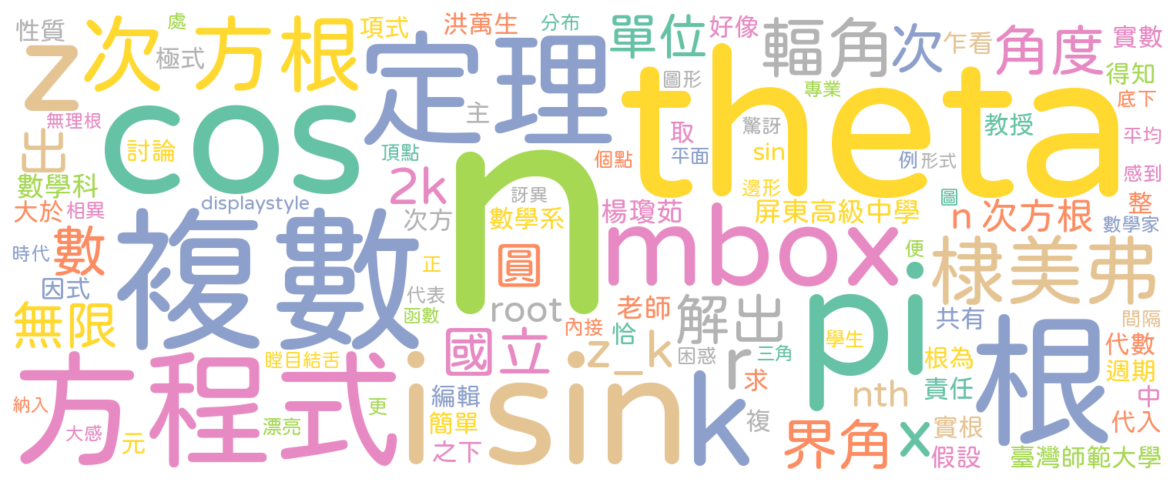 性質
處
次方根
項式
洪萬生
分布
單位
好像
輻角
次
乍看
角度
實數
z
極式
定理
theta
圖形
專業
得知
底下
cos
無理根
主
取
驚訝
教授
平均
出
討論
頂點
n
個點
平面
sin
例
形式
感到
數學科
2k
訝異
邊形
圖
整
大於
相異
displaystyle
次方
數學系
楊瓊茹
屏東高級中學
n 次方根
數學家
數
複數
正
圓
mbox
便
棣美弗
時代
因式
代表
pi
無限
函數
root
老師
解出
共有
間隔
內接
恰
學生
根
代數
方程式
瞠目結舌
i
國立
z_k
困惑
r
三角
根為
週期
isin
k
求
nth
責任
中
納入
編輯
x
代入
大感
元
漂亮
更
簡單
複
界角
實根
之下
假設
臺灣師範大學